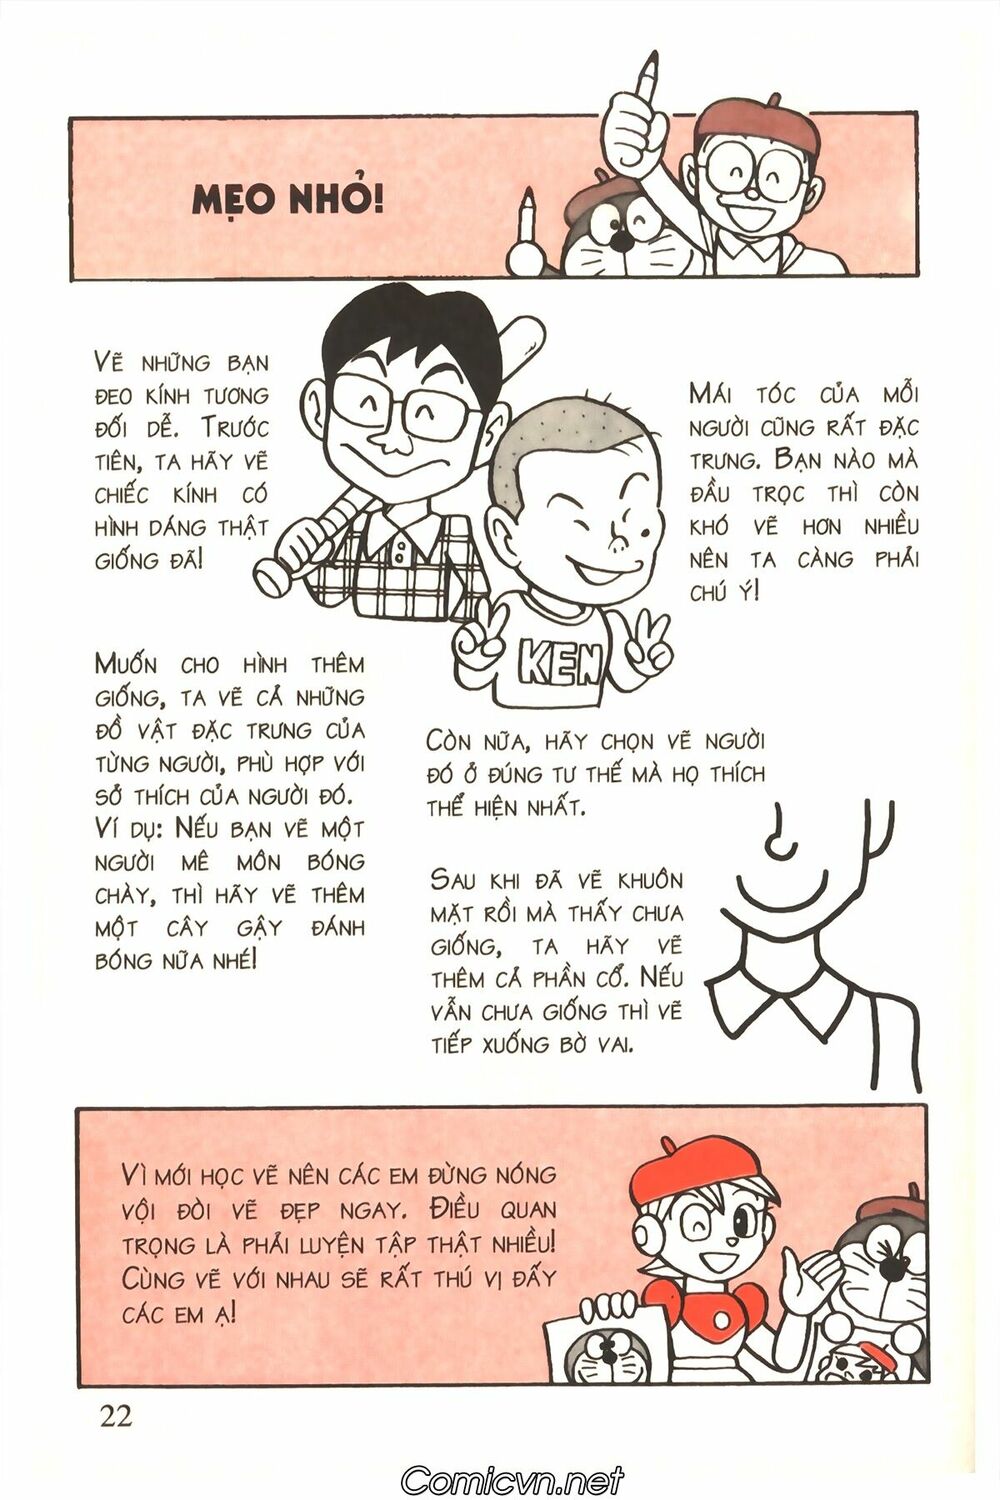 MẸO NHỎ!
VẼ NHỮNG BẠN
ĐEO KÍNH TƯƠNG
ĐỐI DỄ. TRƯỚC
TIÊN, TA HÃY VẼ
CHIẾC KÍNH CÓ
HÌNH DÁNG THẬT
GIỐNG ĐÃ!
MÁI TÓC CỦA MỖI
NGƯỜI CŨNG RẤT ĐẶC
TRƯNG. BẠN NÀO MÀ
ĐẦU TRỌC THÌ CÒN
KHÓ VẼ HƠN NHIỀU
NÊN TA CÀNG PHẢI
CHÚ Ý!
KEN
MUỐN CHO HÌNH THÊM
GIỐNG, TA VẼ CẢ NHỮNG
ĐỒ VẬT ĐẶC TRƯNG CỦA
TỪNG NGƯỜI, PHÙ HỢP VỚI
SỞ THÍCH CỦA NGƯỜI ĐÓ.
VÍ DỤ: NẾU BẠN VẼ MỘT
NGƯỜI MÊ MÔN BÓNG
CHÀY, THÌ HÃY VẼ THÊM
MỘT CÂY GẬY ĐÁNH
BÓNG NỮA NHÉ!
CÒN NỮA, HÃY CHỌN VẼ NGƯỜI
ĐÓ Ở ĐÚNG TƯ THẾ MÀ HỌ THÍCH
THỂ HIỆN NHẤT.
SAU KHI ĐÃ VẼ KHUÔN
MẶT RỒI MÀ THẤY CHƯA
GIỐNG, TA HÃY VẼ
THÊM CẢ PHẦN CỔ. NẾU
VẪN CHƯA GIỐNG THÌ VẼ
TIẾP XUỐNG BỜ VAI.
VÌ MỚI HỌC VẼ NÊN CÁC EM ĐỪNG NÓNG
VỘI ĐÒI VẼ ĐẸP NGAY. ĐIỀU QUAN
TRỌNG LÀ PHẢI LUYỆN TẬP THẬT NHIỀU!
CÙNG VẼ VỚI NHAU SẼ RẤT THÚ VỊ ĐẤY
CÁC EM Ạ!
22
Comicvn.net